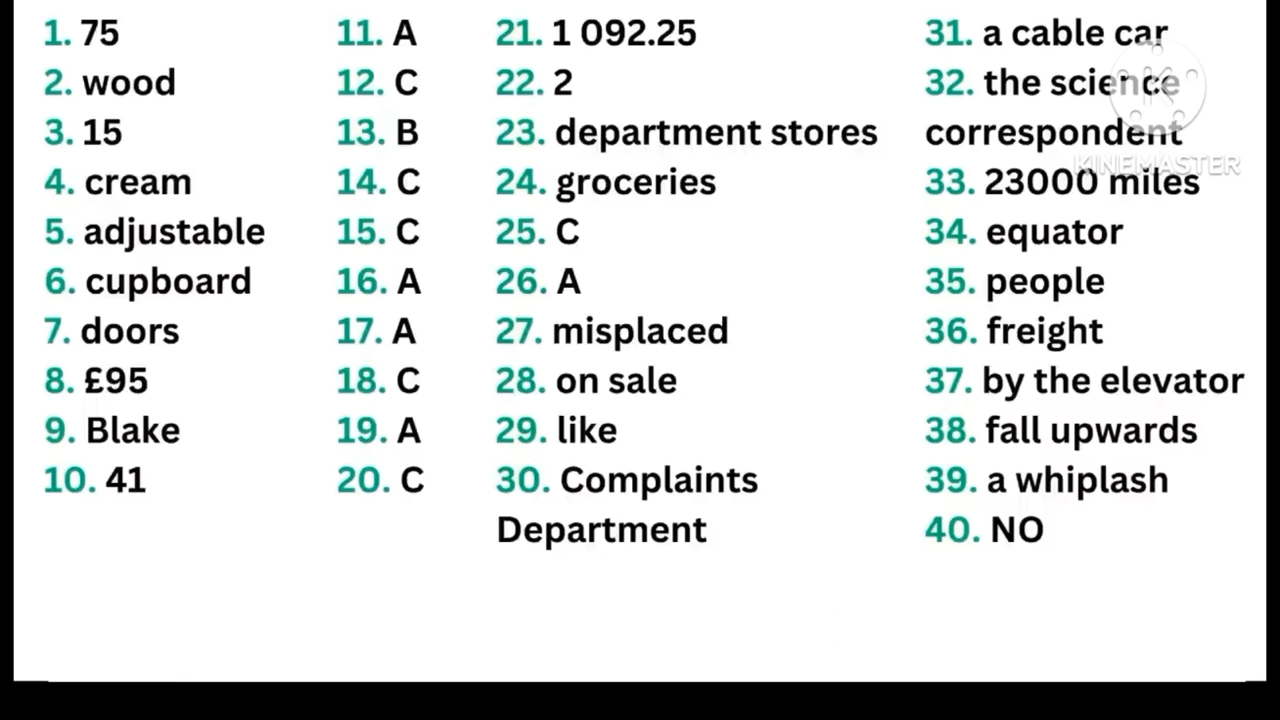 1. 75
2. wood
3. 15
4. cream
5. adjustable
6. cupboard
7. doors
8. £95
9. Blake
10. 41
11. A
12. C
13. B
14. C
15. C
16. A
17. A
18. C
19. A
20. C
21. 1 092.25
22. 2
23. department stores
24. groceries
25. C
26. A
27. misplaced
28. on sale
29. like
30. Complaints
Department
31. a cable car
32. the science
correspondent
33. 23000 miles
34. equator
35. people
36. freight
37. by the elevator
38. fall upwards
39. a whiplash
40. NO
K
KINEMASTER